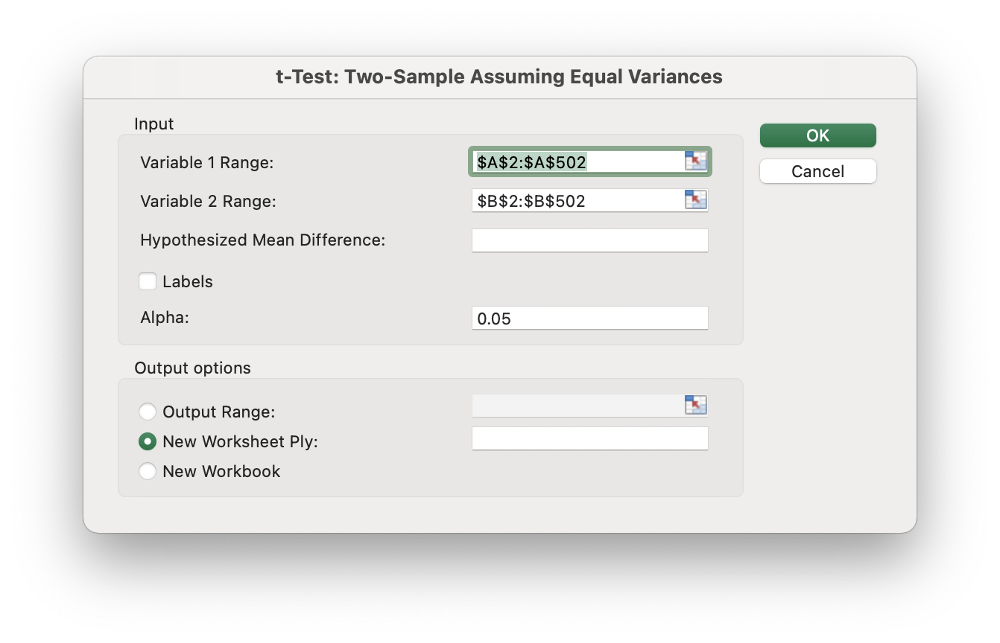 t-Test: Two-Sample Assuming Equal Variances
Input
OK
Variable 1 Range: $A$2:$A$502
Cancel
Variable 2 Range: $B$2:$B$502
Hypothesized Mean Difference:
Labels
Alpha: 0.05
Output options
Output Range:
New Worksheet Ply:
New Workbook